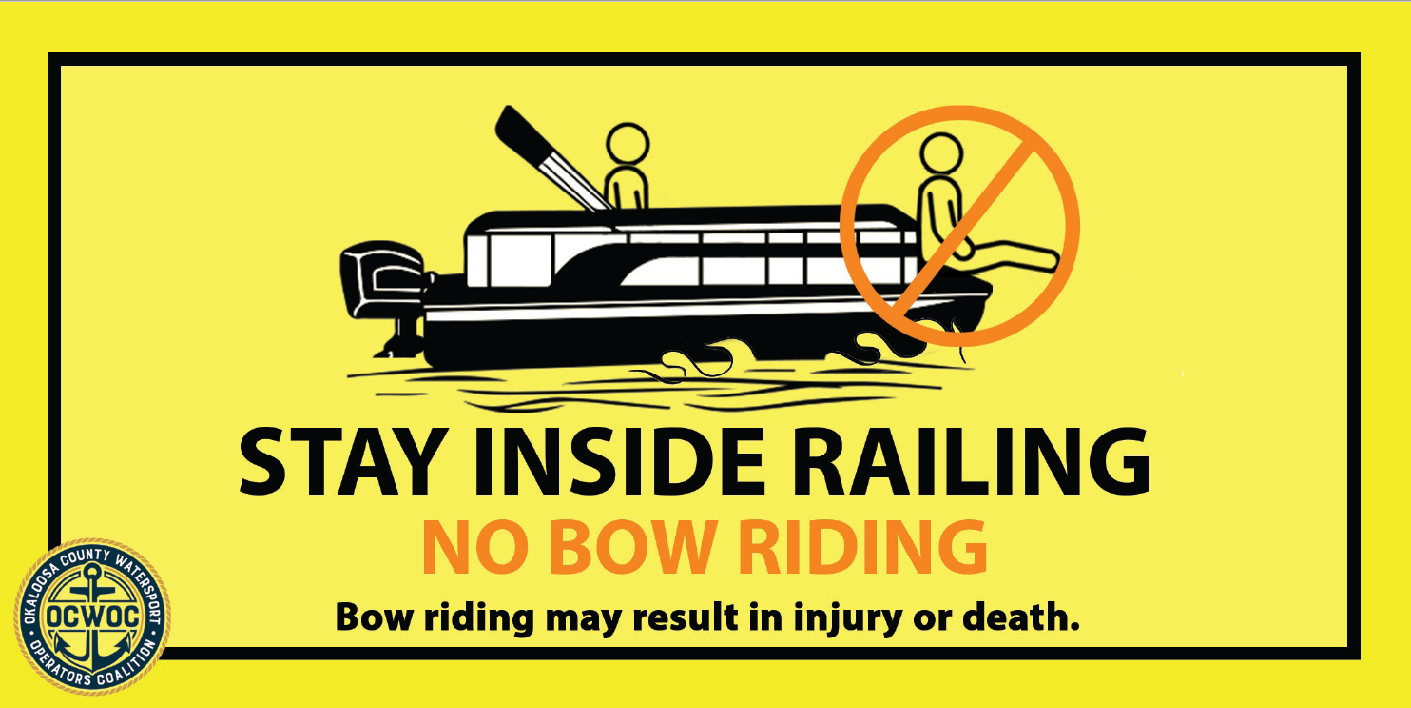 STAY INSIDE RAILING
NO BOW RIDING
Bow riding may result in injury or death.
OKALOOSA COUNTY WATERSPORT
OCWOC
OPERATORS COALITION